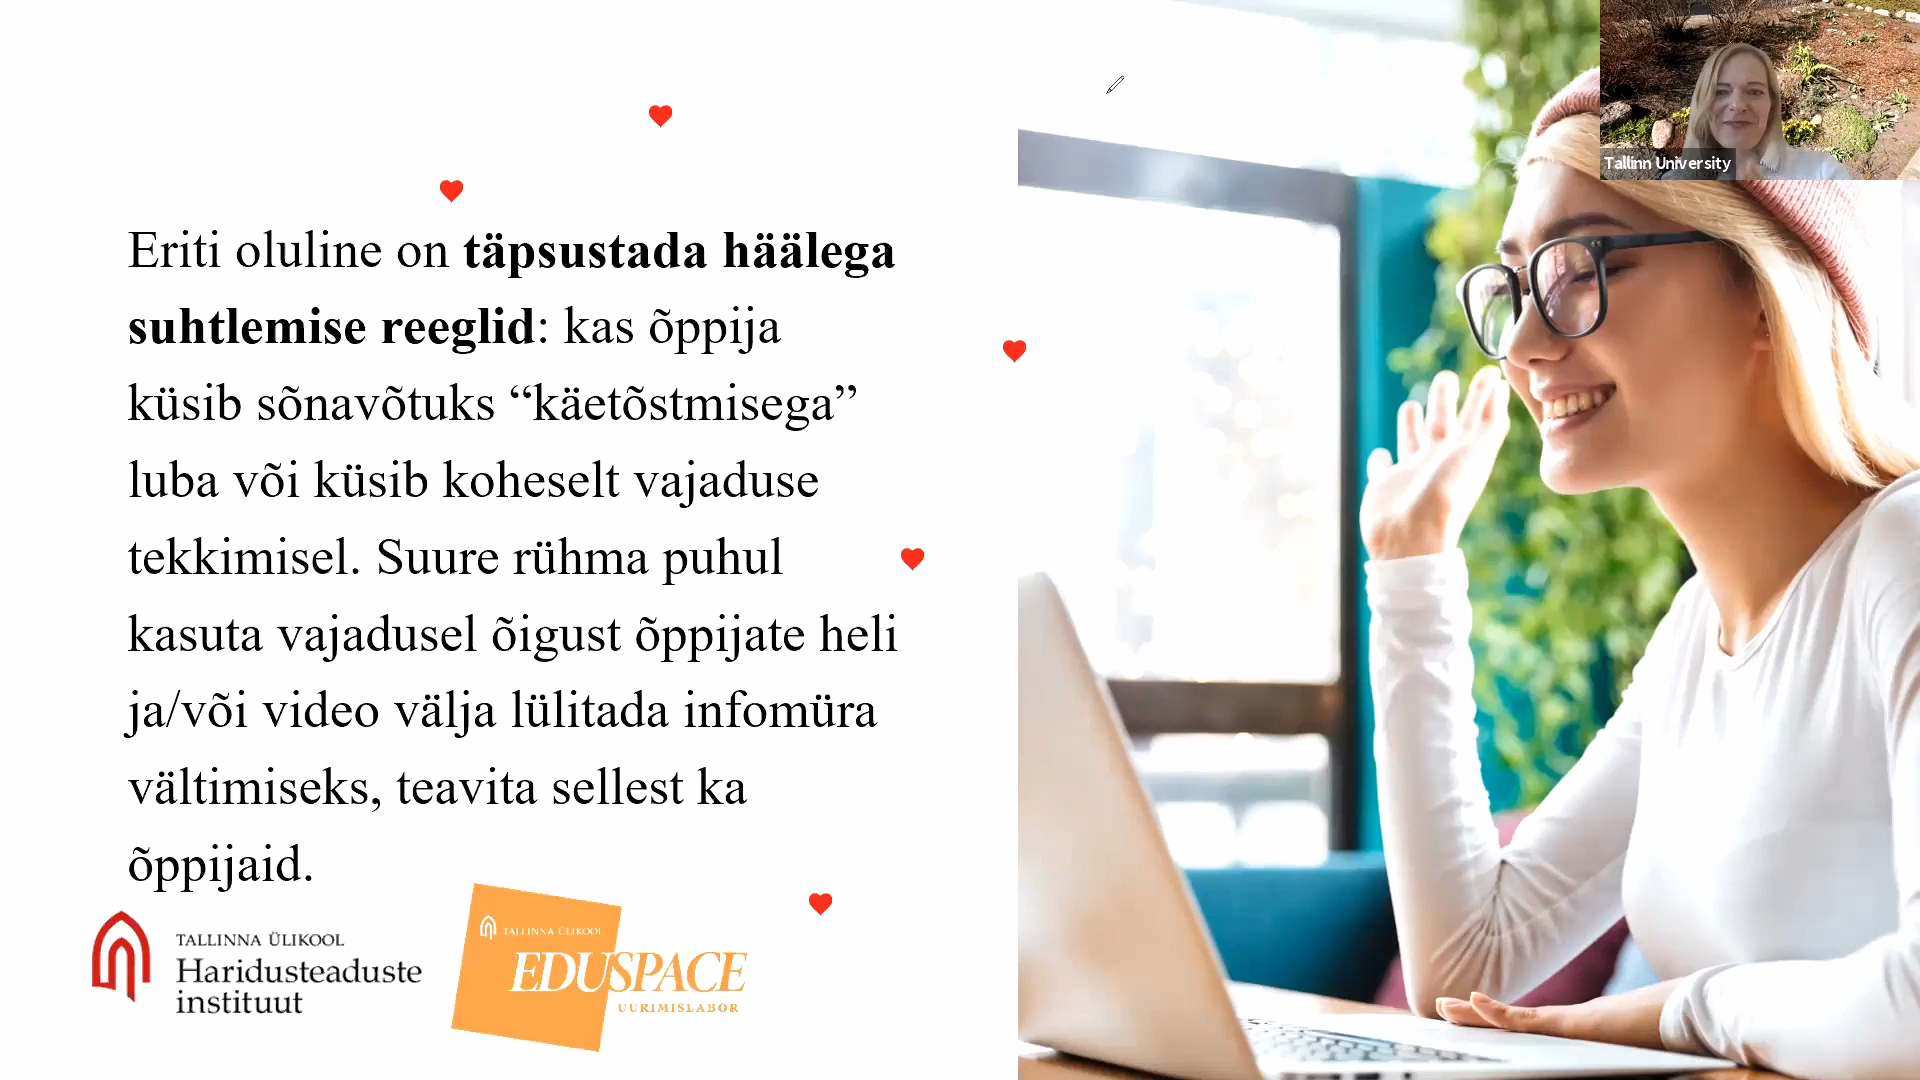 Tallinn University
Eriti oluline on täpsustada häälega
suhtlemise reeglid: kas õppija
küsib sõnavõtuks “käetõstmisega”
luba või küsib koheselt vajaduse
tekkimisel. Suure rühma puhul
kasuta vajadusel õigust õppijate heli
ja/või video välja lülitada infomüra
vältimiseks, teavita sellest ka
õppijaid.
TALLINNA ÜLIKOOL
Haridusteaduste
instituut
TALLINNA ÜLIKOOL
EDUSPACE
UURIMISLABOR